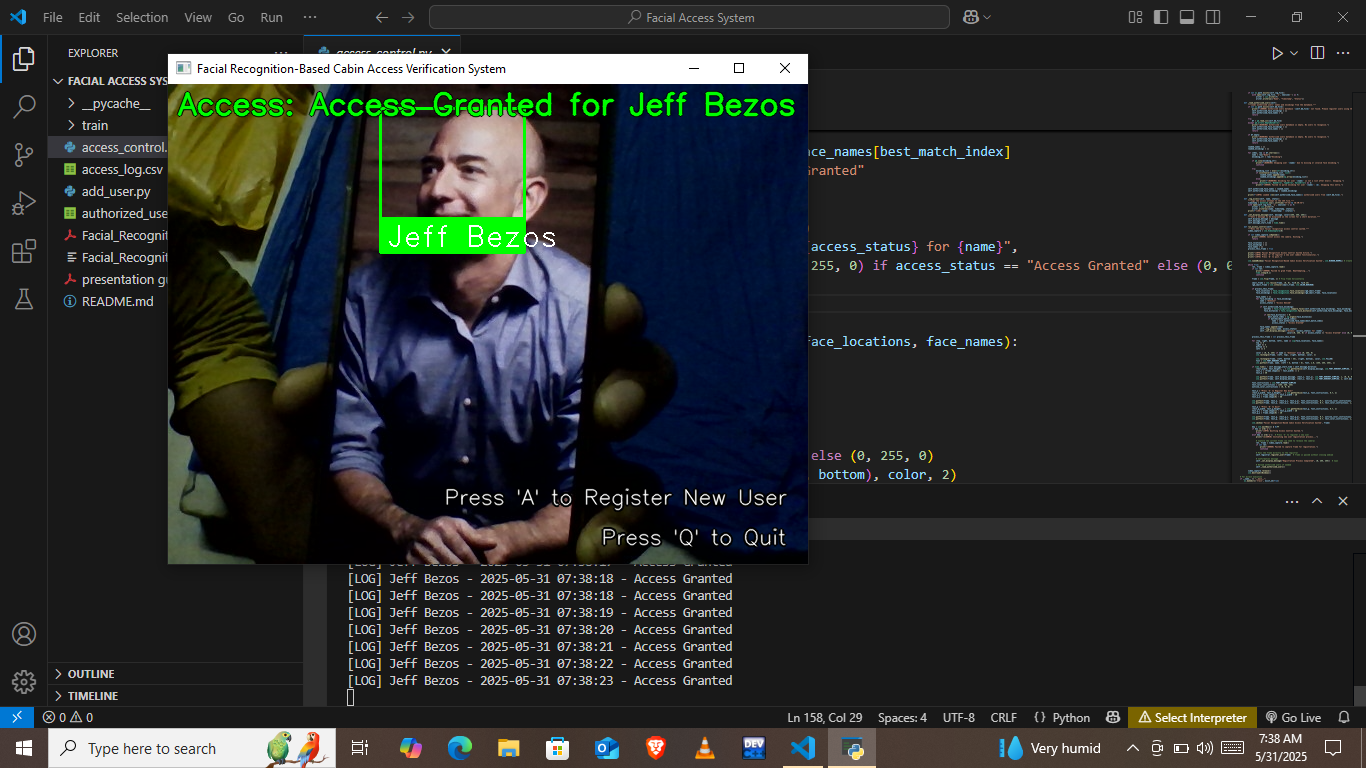 File Edit Selection View Go Run ···
Facial Access System
EXPLORER
access_control.py
Facial Recognition-Based Cabin Access Verification System
FACIAL ACCESS SYS
__pycache__
train
access_control.
access_log.csv
add_user.py
authorized_use
Facial_Recognit
Facial_Recognit
presentation gu
README.md
Access: Access Granted for Jeff Bezos
Jeff Bezos
Press 'A' to Register New User
Press 'Q' to Quit
ace_names[best_match_index]
Granted"
{access_status} for {name}",
255, 0) if access_status == "Access Granted" else (0, 0
face_locations, face_names):
else (0, 255, 0)
bottom), color, 2)
[LOG] Jeff Bezos - 2025-05-31 07:38:18 - Access Granted
[LOG] Jeff Bezos - 2025-05-31 07:38:18 - Access Granted
[LOG] Jeff Bezos - 2025-05-31 07:38:19 - Access Granted
[LOG] Jeff Bezos - 2025-05-31 07:38:20 - Access Granted
[LOG] Jeff Bezos - 2025-05-31 07:38:21 - Access Granted
[LOG] Jeff Bezos - 2025-05-31 07:38:22 - Access Granted
[LOG] Jeff Bezos - 2025-05-31 07:38:23 - Access Granted
OUTLINE
TIMELINE
0 0
Ln 158, Col 29 Spaces: 4 UTF-8 CRLF {} Python Select Interpreter Go Live
Type here to search
DEV
Very humid
7:38 AM
5/31/2025